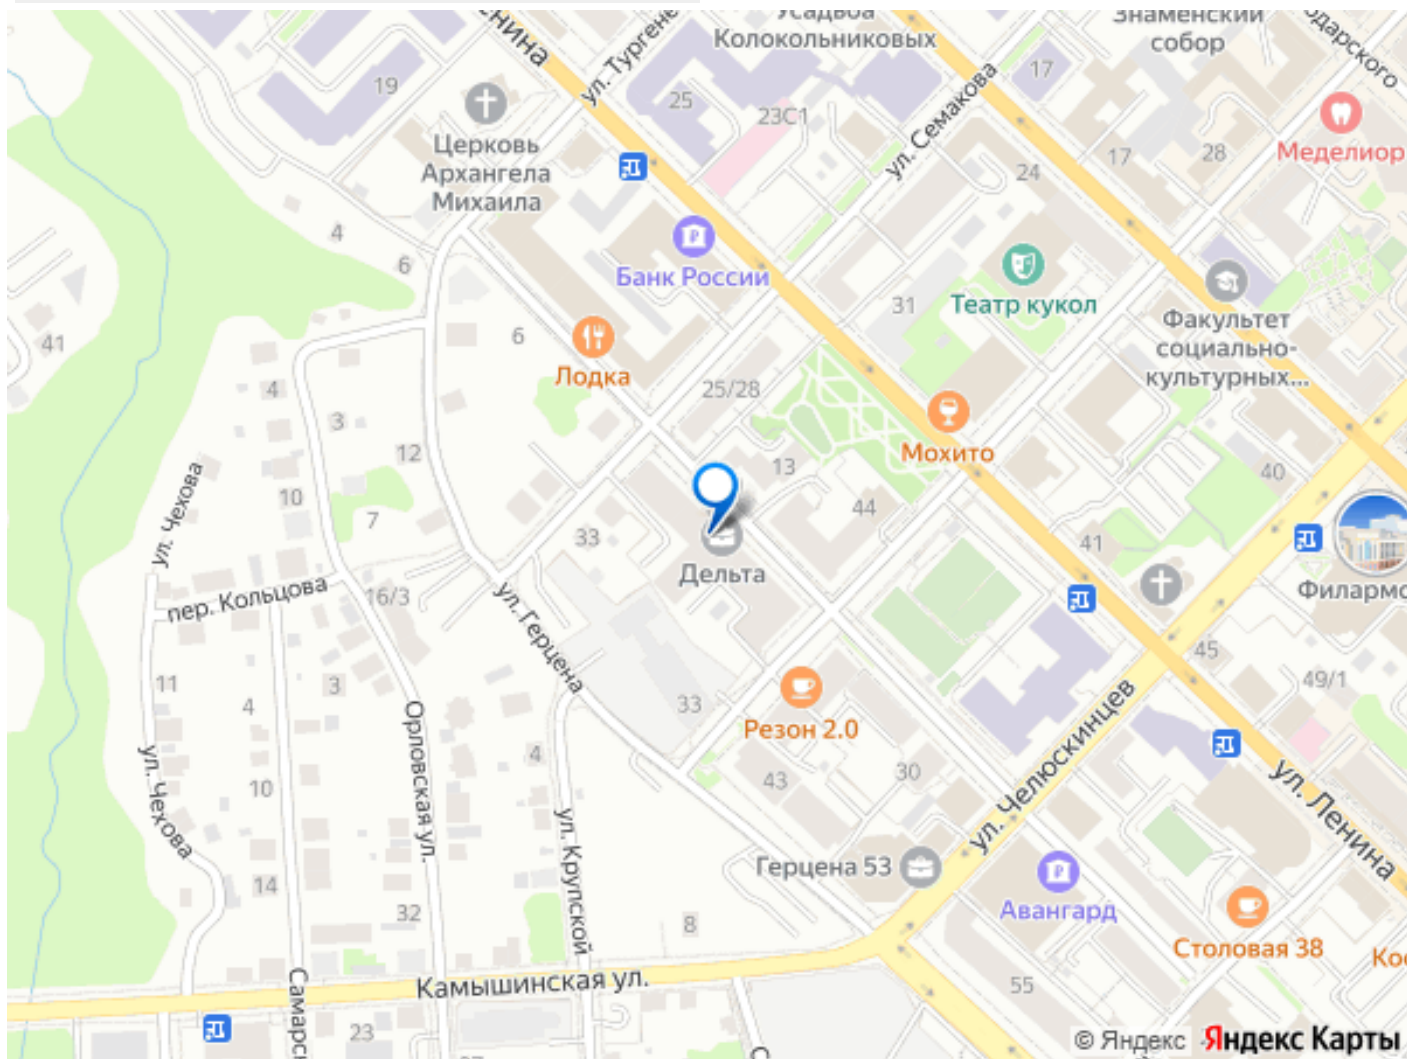 Усадьба
Колокольниковых
Знаменский
собор
ул. Тургене
17
19
25
23С1
ул. Семакова
Меделиор
17
28
24
Церковь
Архангела
Михаила
4
6
Банк России
31
Театр кукол
Факультет
социально-
культурных...
41
6
Лодка
25/28
4
3
Мохито
12
13
40
10
44
ул. Чехова
7
33
41
Дельта
Филармо
пер. Кольцова
16/3
ул. Герцена
45
49/1
11
3
4
33
Орловская ул.
Резон 2.0
ул. Челюскинцев
4
43
30
ул. Чехова
10
ул. Ленина
ул. Крупской
Герцена 53
Авангард
14
32
8
Столовая 38
Камышинская ул.
55
23
© Яндекс Яндекс Карты